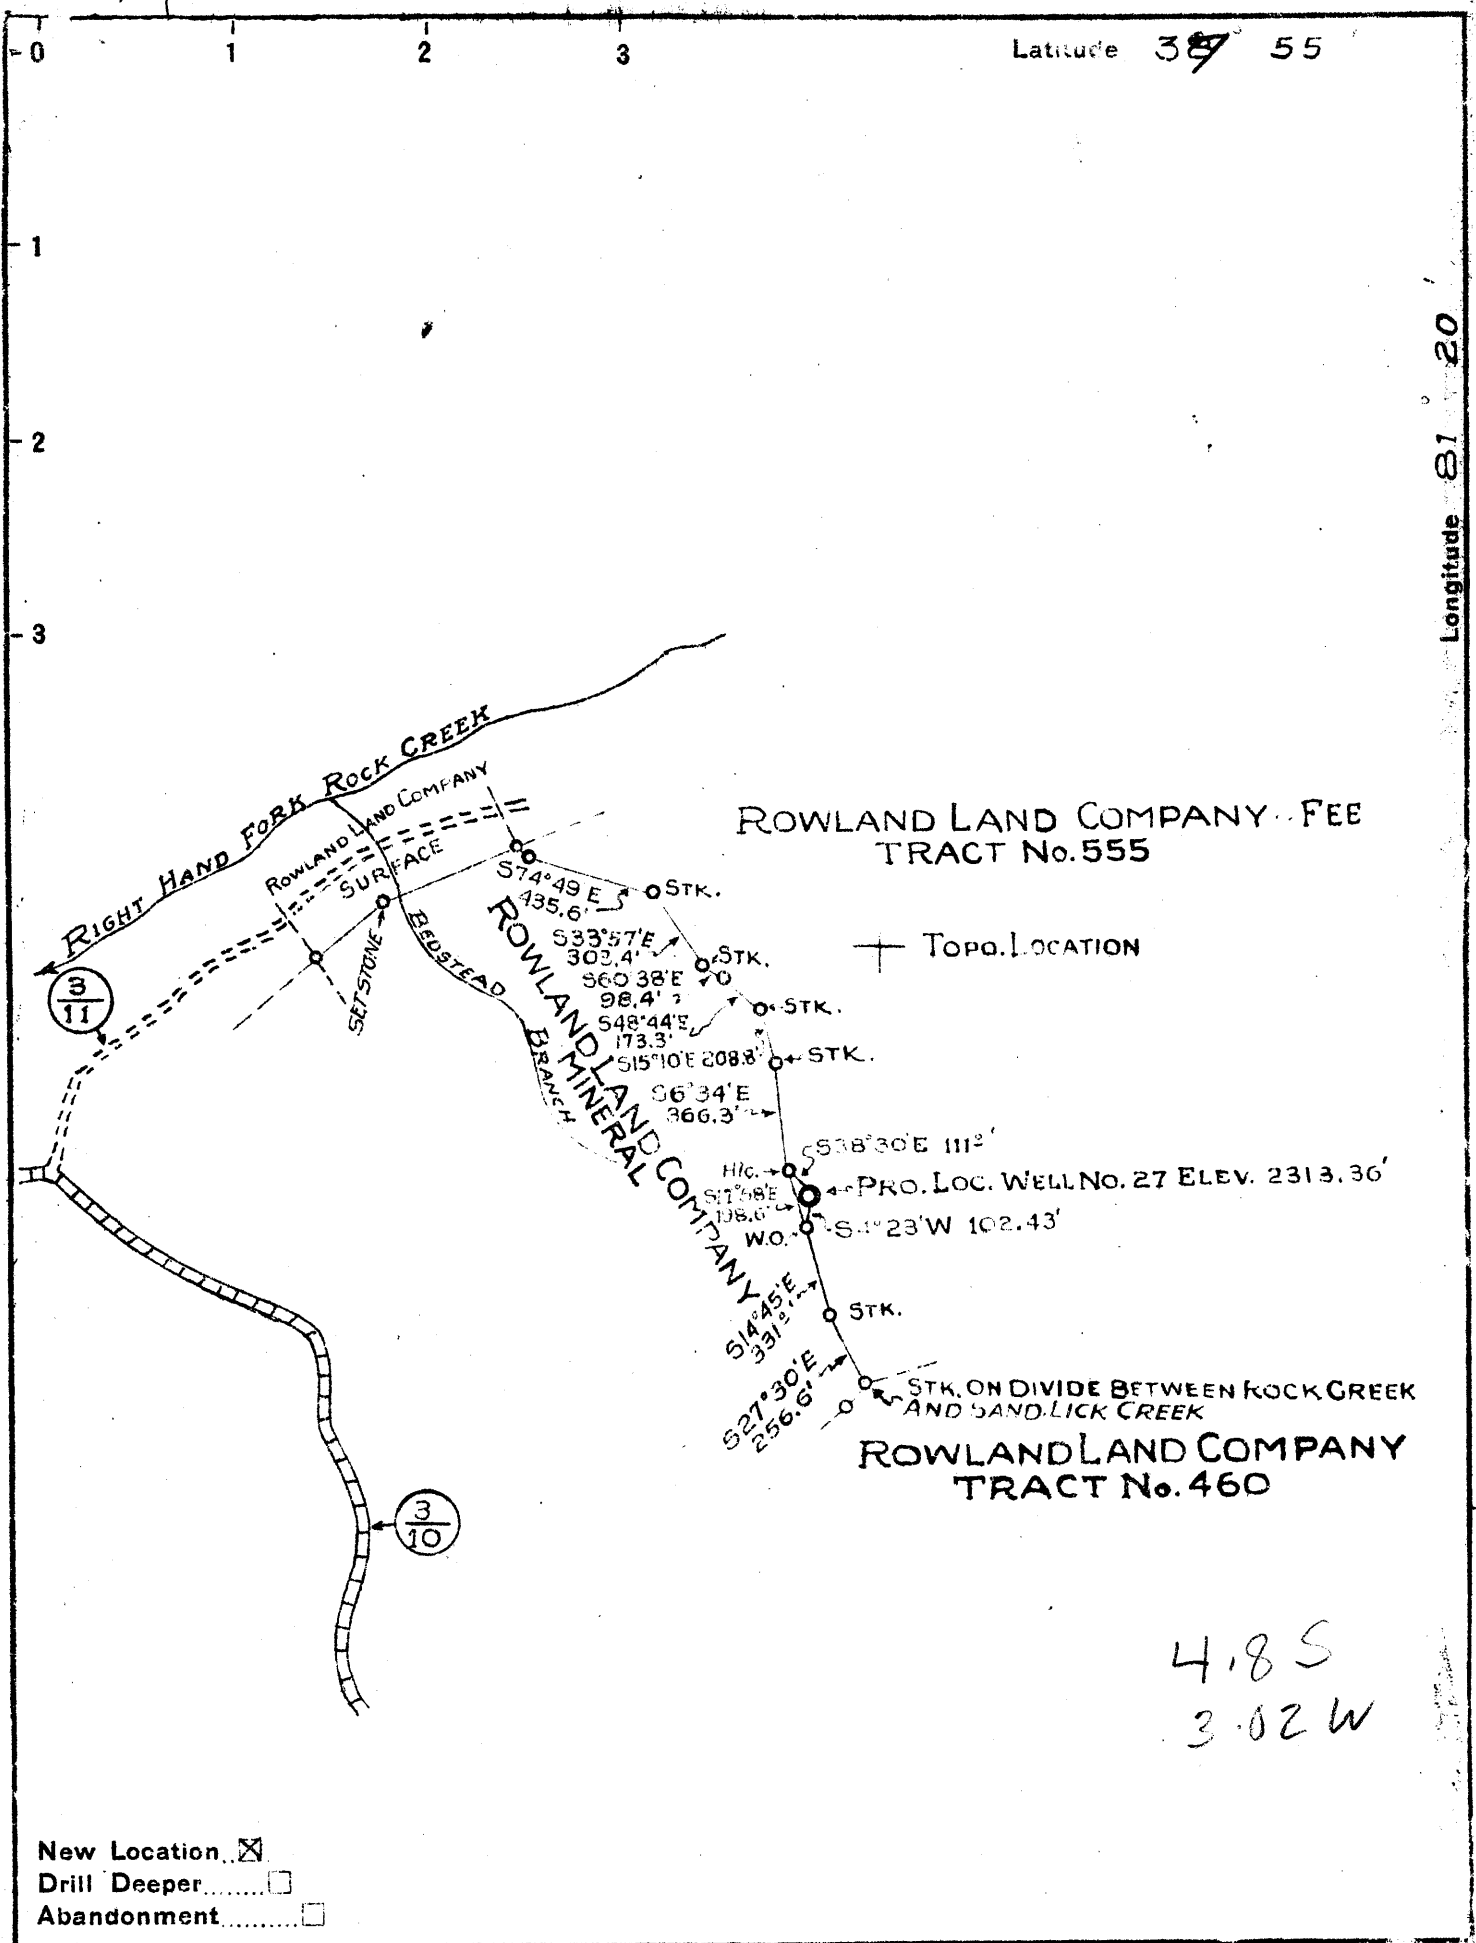 0 1 2 3
Latitude 37° 55'
1
2
3
Longitude 81° 20'
RIGHT HAND FORK ROCK CREEK
ROWLAND LAND COMPANY
SURFACE
SET STONE
BEDSTEAD BRANCH
3
11
ROWLAND LAND COMPANY·· FEE
TRACT No. 555
TOPO. LOCATION
S74°49 E
435.6'
STK.
S33°57'E
303.4'
STK.
S60°38'E
98.4'
S48°44'E
173.3'
STK.
S15°10'E 208.8'
STK.
S6°34'E
366.3'
ROWLAND LAND COMPANY
MINERAL
S38°30'E 111⁰'
Hic.
PRO. LOC. WELL No. 27 ELEV. 2313.36'
S17°58'E
198.6'
W.O.
S4°23'W 102.43'
S14°45'E
331⁰'
STK.
S27°30'E
256.6'
STK. ON DIVIDE BETWEEN ROCK CREEK
AND SAND LICK CREEK
ROWLAND LAND COMPANY
TRACT No. 460
3
10
4.8 S
3.02 W
New Location..☒
Drill Deeper........☐
Abandonment..........☐